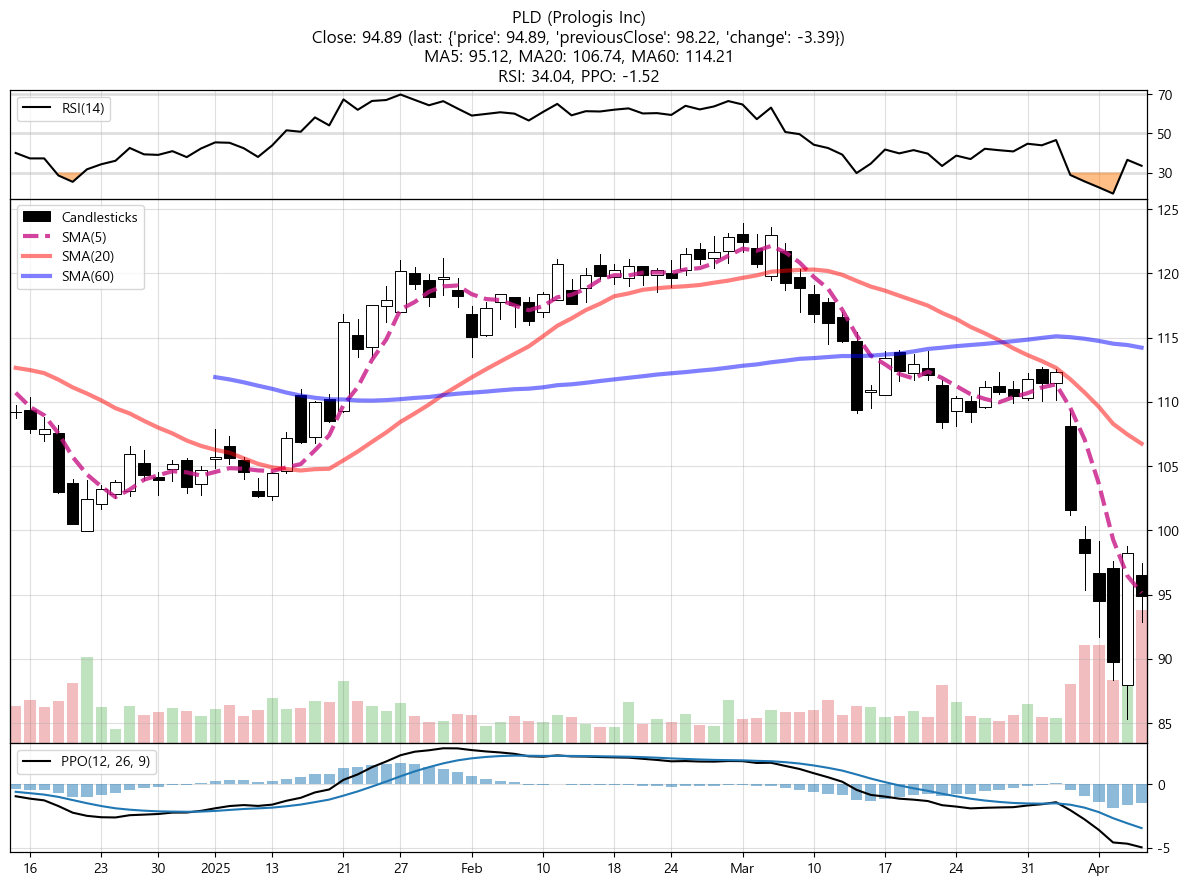 PLD (Prologis Inc)
Close: 94.89 (last: {'price': 94.89, 'previousClose': 98.22, 'change': -3.39})
MA5: 95.12, MA20: 106.74, MA60: 114.21
RSI: 34.04, PPO: -1.52
RSI(14)
70
50
30
Candlesticks
SMA(5)
SMA(20)
SMA(60)
125
120
115
110
105
100
95
90
85
PPO(12, 26, 9)
0
-5
16 23 30 2025 13 21 27 Feb 10 18 24 Mar 10 17 24 31 Apr